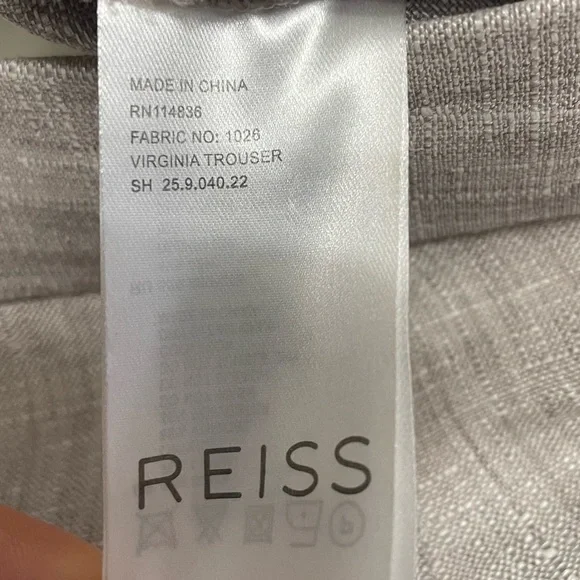 MADE IN CHINA
RN114836
FABRIC NO: 1026
VIRGINIA TROUSER
SH 25.9.040.22
REISS